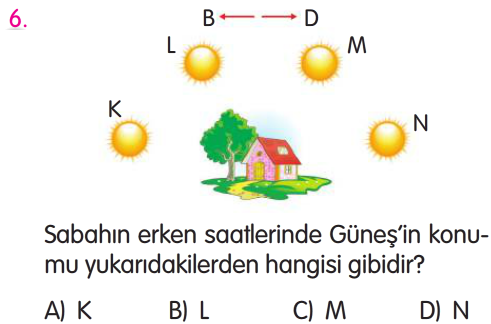 6.
B D
L M
K N
Sabahın erken saatlerinde Güneş'in konu-
mu yukarıdakilerden hangisi gibidir?
A) K B) L C) M D) N